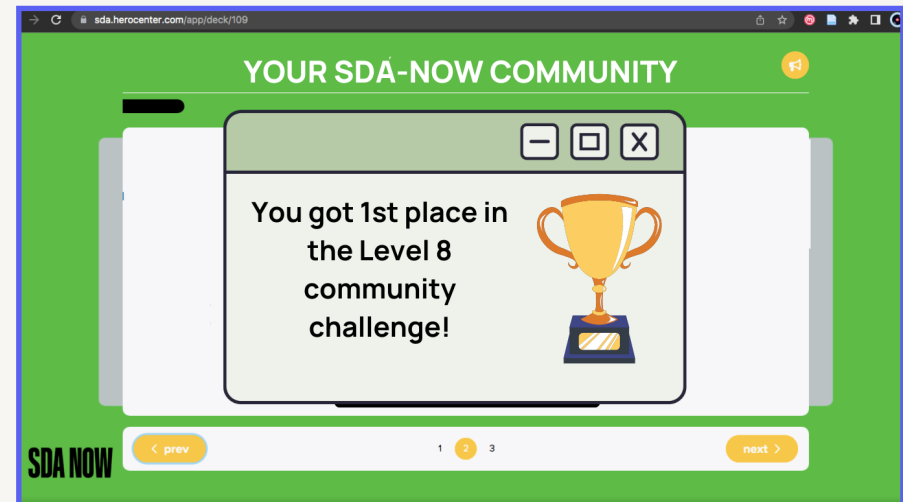 sda.herocenter.com/app/deck/109
YOUR SDA-NOW COMMUNITY
You got 1st place in
the Level 8
community
challenge!
< prev
1 2 3
next >
SDA NOW